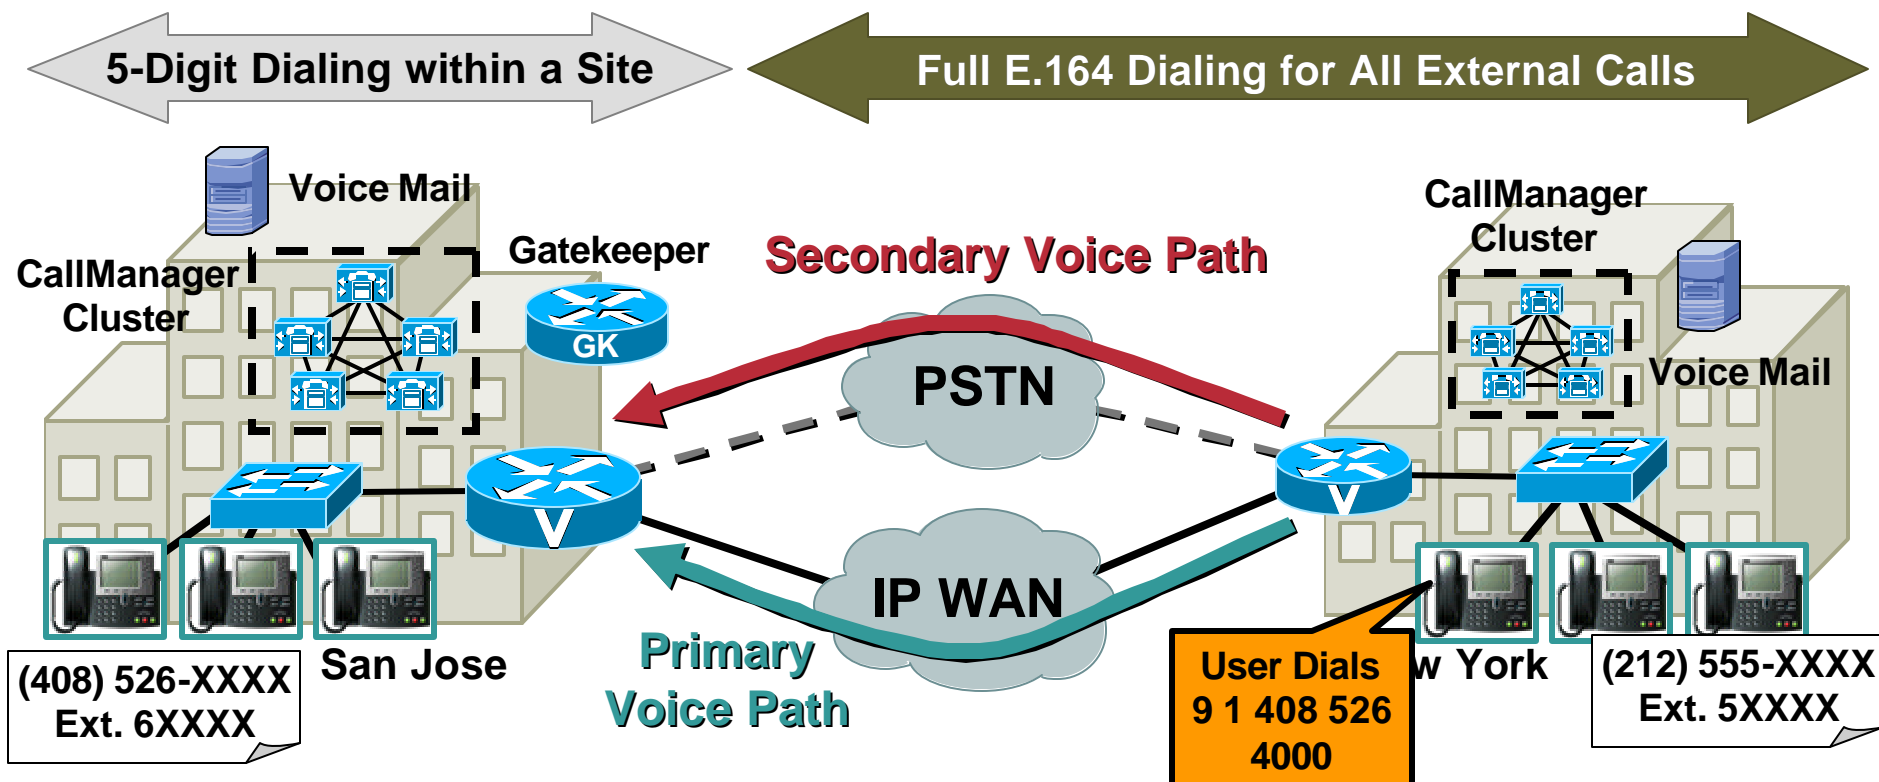 5-Digit Dialing within a Site
Full E.164 Dialing for All External Calls
Voice Mail
CallManager
Cluster
Gatekeeper
GK
Secondary Voice Path
CallManager
Cluster
Voice Mail
PSTN
V
V
IP WAN
Primary
Voice Path
San Jose
(408) 526-XXXX
Ext. 6XXXX
User Dials
9 1 408 526
4000
w York
(212) 555-XXXX
Ext. 5XXXX